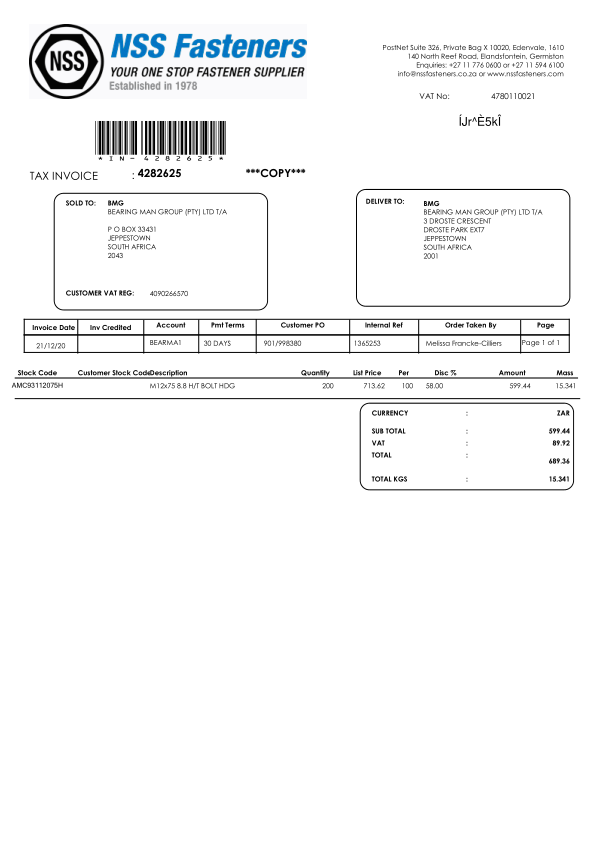 NSS
NSS Fasteners
YOUR ONE STOP FASTENER SUPPLIER
Established in 1978
PostNet Suite 326, Private Bag X 10020, Edenvale, 1610
140 North Reef Road, Elandsfontein, Germiston
Enquiries: +27 11 776 0600 or +27 11 594 6100
info@nssfasteners.co.za or www.nssfasteners.com
VAT No: 4780110021
ÍJr^È5kÎ
*IN-4282625*
TAX INVOICE : 4282625 ***COPY***
SOLD TO: BMG
BEARING MAN GROUP (PTY) LTD T/A
P O BOX 33431
JEPPESTOWN
SOUTH AFRICA
2043
CUSTOMER VAT REG: 4090266570
DELIVER TO: BMG
BEARING MAN GROUP (PTY) LTD T/A
3 DROSTE CRESCENT
DROSTE PARK EXT7
JEPPESTOWN
SOUTH AFRICA
2001
Invoice Date Inv Credited Account Pmt Terms Customer PO Internal Ref Order Taken By Page
21/12/20 BEARMA1 30 DAYS 901/998380 1365253 Melissa Francke-Cilliers Page 1 of 1
Stock Code Customer Stock CodeDescription Quantity List Price Per Disc % Amount Mass
AMC93112075H M12x75 8.8 H/T BOLT HDG 200 713.62 100 58.00 599.44 15.341
CURRENCY : ZAR
SUB TOTAL : 599.44
VAT : 89.92
TOTAL : 689.36
TOTAL KGS : 15.341